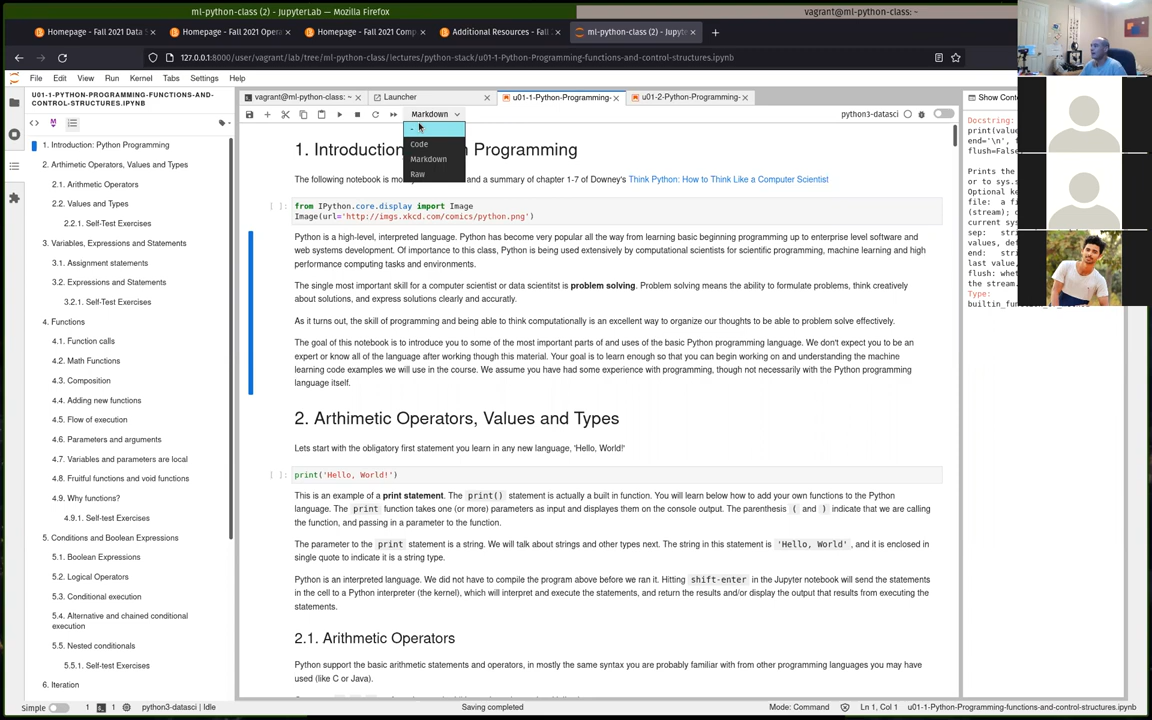 ml-python-class (2) - JupyterLab — Mozilla Firefox
vagrant@ml-python-class: ~
Homepage - Fall 2021 Data S
Homepage - Fall 2021 Opera
Homepage - Fall 2021 Comp
Additional Resources - Fall
ml-python-class (2) - Jupyte
127.0.0.1:8000/user/vagrant/lab/tree/ml-python-class/lectures/python-stack/u01-1-Python-Programming-functions-and-control-structures.ipynb
File Edit View Run Kernel Tabs Settings Help
U01-1-PYTHON-PROGRAMMING-FUNCTIONS-AND-CONTROL-STRUCTURES.IPYNB
1. Introduction: Python Programming
2. Arthimetic Operators, Values and Types
2.1. Arithmetic Operators
2.2. Values and Types
2.2.1. Self-Test Exercises
3. Variables, Expressions and Statements
3.1. Assignment statements
3.2. Expressions and Statements
3.2.1. Self-Test Exercises
4. Functions
4.1. Function calls
4.2. Math Functions
4.3. Composition
4.4. Adding new functions
4.5. Flow of execution
4.6. Parameters and arguments
4.7. Variables and parameters are local
4.8. Fruitful functions and void functions
4.9. Why functions?
4.9.1. Self-test Exercises
5. Conditions and Boolean Expressions
5.1. Boolean Expressions
5.2. Logical Operators
5.3. Conditional execution
5.4. Alternative and chained conditional
execution
5.5. Nested conditionals
5.5.1. Self-test Exercises
6. Iteration
vagrant@ml-python-class: ~
Launcher
u01-1-Python-Programming-
u01-2-Python-Programming-
Markdown
python3-datasci
-
Code
Markdown
Raw
1. Introduction Python Programming
The following notebook is and a summary of chapter 1-7 of Downey's Think Python: How to Think Like a Computer Scientist
[ ]: from IPython.core.display import Image
Image(url='http://imgs.xkcd.com/comics/python.png')
Python is a high-level, interpreted language. Python has become very popular all the way from learning basic beginning programming up to enterprise level software and
web systems development. Of importance to this class, Python is being used extensively by computational scientists for scientific programming, machine learning and high
performance computing tasks and environments.
The single most important skill for a computer scientist or data scientitst is problem solving. Problem solving means the ability to formulate problems, think creatively
about solutions, and express solutions clearly and accurately.
As it turns out, the skill of programming and being able to think computationally is an excellent way to organize our thoughts to be able to problem solve effectively.
The goal of this notebook is to introduce you to some of the most important parts of and uses of the basic Python programming language. We don't expect you to be an
expert or know all of the language after working though this material. Your goal is to learn enough so that you can begin working on and understanding the machine
learning code examples we will use in the course. We assume you have had some experience with programming, though not necessarily with the Python programming
language itself.
2. Arthimetic Operators, Values and Types
Lets start with the obligatory first statement you learn in any new language, 'Hello, World!'
[ ]: print('Hello, World!')
This is an example of a print statement. The print() statement is actually a built in function. You will learn below how to add your own functions to the Python
language. The print function takes one (or more) parameters as input and displayes them on the console output. The parenthesis ( and ) indicate that we are calling
the function, and passing in a parameter to the function.
The parameter to the print statement is a string. We will talk about strings and other types next. The string in this statement is 'Hello, World' , and it is enclosed in
single quote to indicate it is a string type.
Python is an interpreted language. We did not have to compile the program above before we ran it. Hitting shift-enter in the Jupyter notebook will send the statements
in the cell to a Python interpreter (the kernel), which will interpret and execute the statements, and return the results and/or display the output that results from executing the
statements.
2.1. Arithmetic Operators
Python support the basic arithmetic statements and operators, in mostly the same syntax you are probably familiar with from other programming languages you may have
used (like C or Java).
Show Cont
Docstring:
print(value
end='\n', f
flush=False
Prints the
or to sys.s
Optional ke
file: a fi
(stream); d
current sys
sep: stri
values, def
end: stri
last value,
flush: whet
the stream.
Type:
Simple 1 1 python3-datasci | Idle
Saving completed
Mode: Command
Ln 1, Col 1
u01-1-Python-Programming-functions-and-control-structures.ipynb